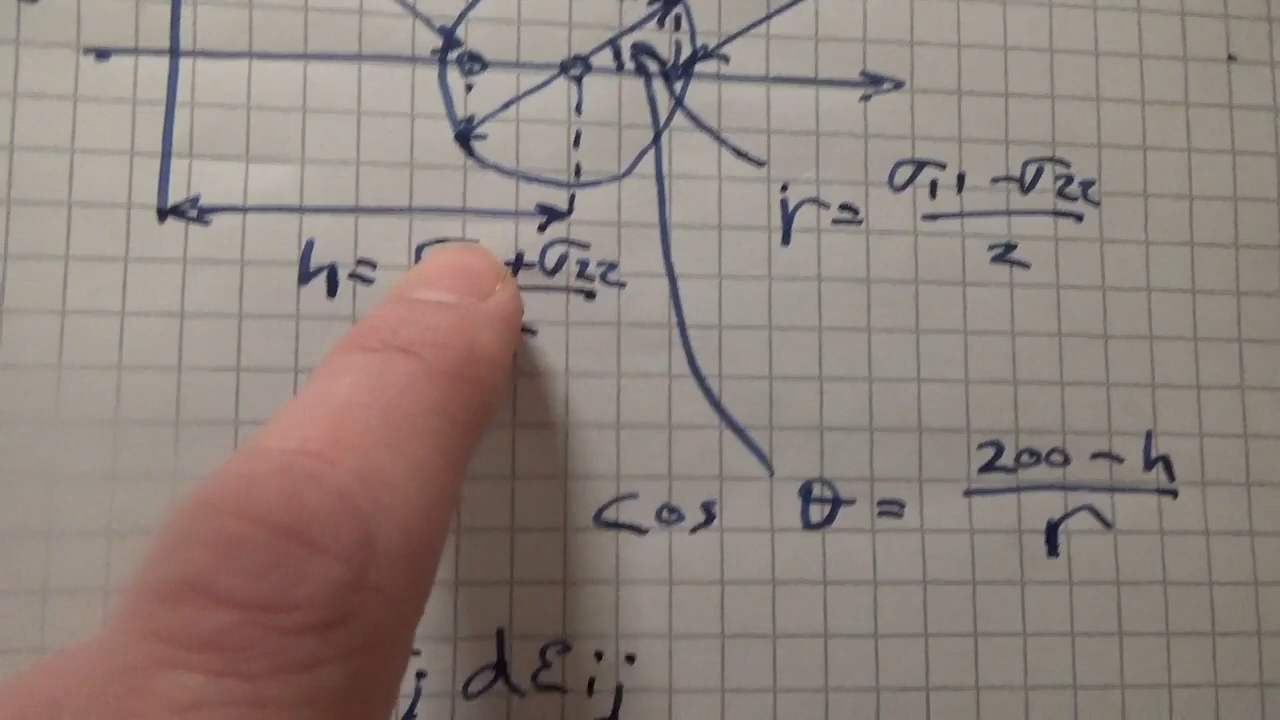 r = σ11 - σ22 / 2
h = + σ22
cos θ = 200 - h / r
j dεij